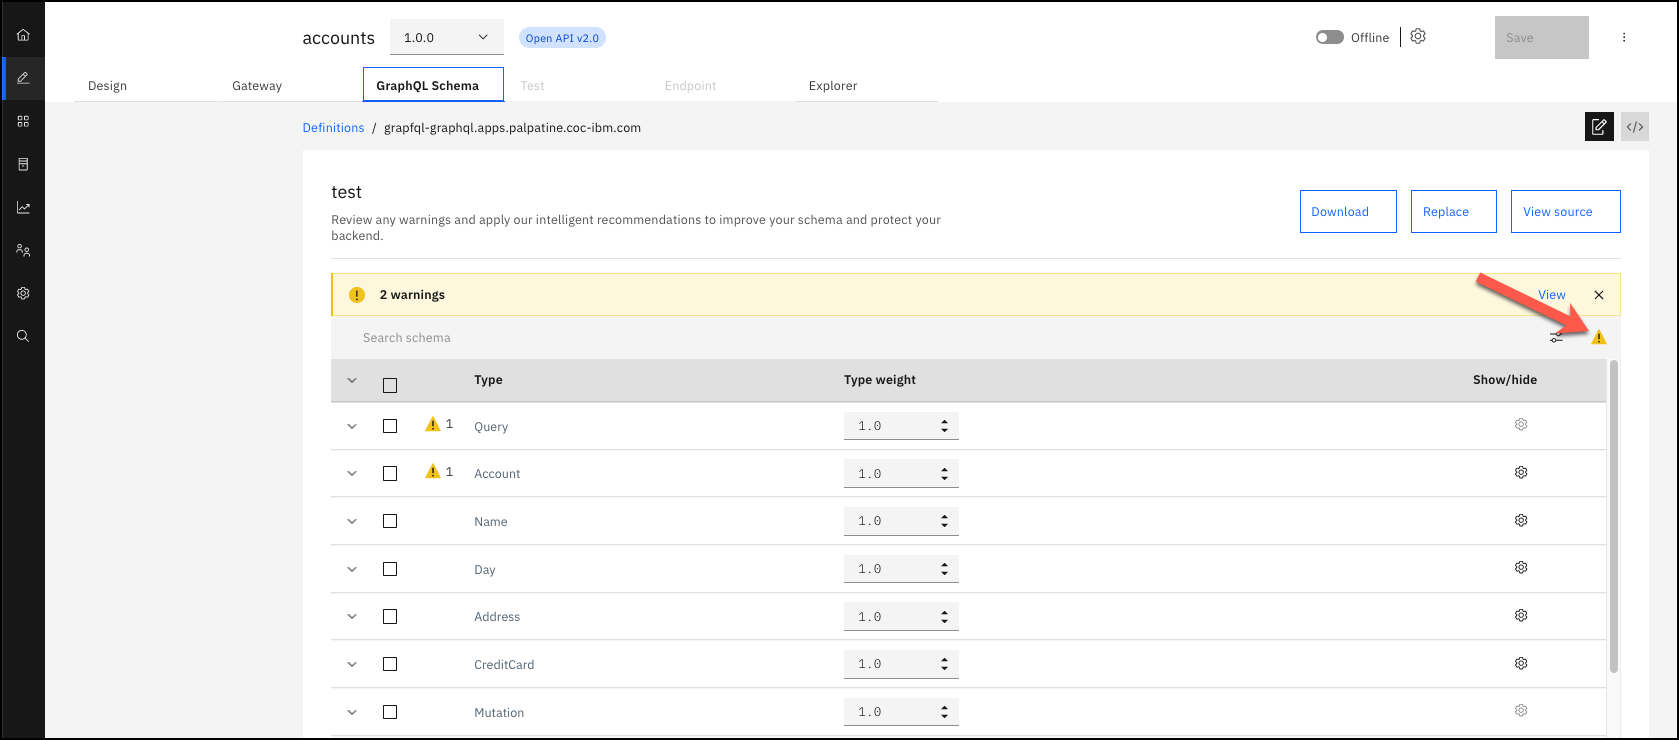 accounts 1.0.0 Open API v2.0 Offline Save
Design Gateway GraphQL Schema Test Endpoint Explorer
Definitions / grapfql-graphql.apps.palpatine.coc-ibm.com </>
test
Review any warnings and apply our intelligent recommendations to improve your schema and protect your
backend.
Download Replace View source
2 warnings View
Search schema
Type Type weight Show/hide
1 Query 1.0
1 Account 1.0
Name 1.0
Day 1.0
Address 1.0
CreditCard 1.0
Mutation 1.0